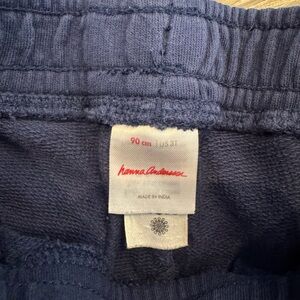 90 cm | US 3T
hanna andersson
MADE IN INDIA